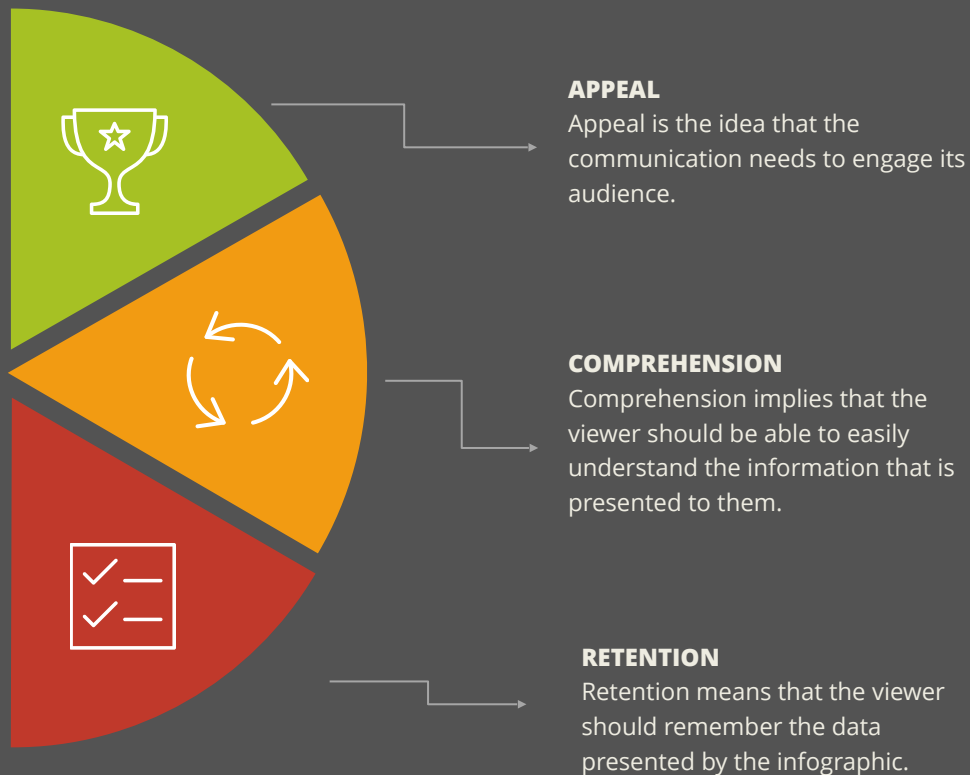 APPEAL
Appeal is the idea that the
communication needs to engage its
audience.
COMPREHENSION
Comprehension implies that the
viewer should be able to easily
understand the information that is
presented to them.
RETENTION
Retention means that the viewer
should remember the data
presented by the infographic.